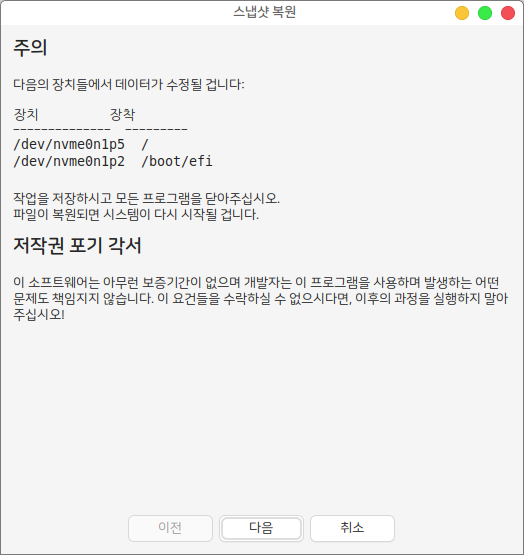 스냅샷 복원
주의
다음의 장치들에서 데이터가 수정될 겁니다:
장치 장착
-------------- ---------
/dev/nvme0n1p5 /
/dev/nvme0n1p2 /boot/efi
작업을 저장하시고 모든 프로그램을 닫아주십시오.
파일이 복원되면 시스템이 다시 시작될 겁니다.
저작권 포기 각서
이 소프트웨어는 아무런 보증기간이 없으며 개발자는 이 프로그램을 사용하며 발생하는 어떤
문제도 책임지지 않습니다. 이 요건들을 수락하실 수 없으시다면, 이후의 과정을 실행하지 말아
주십시오!
이전 다음 취소